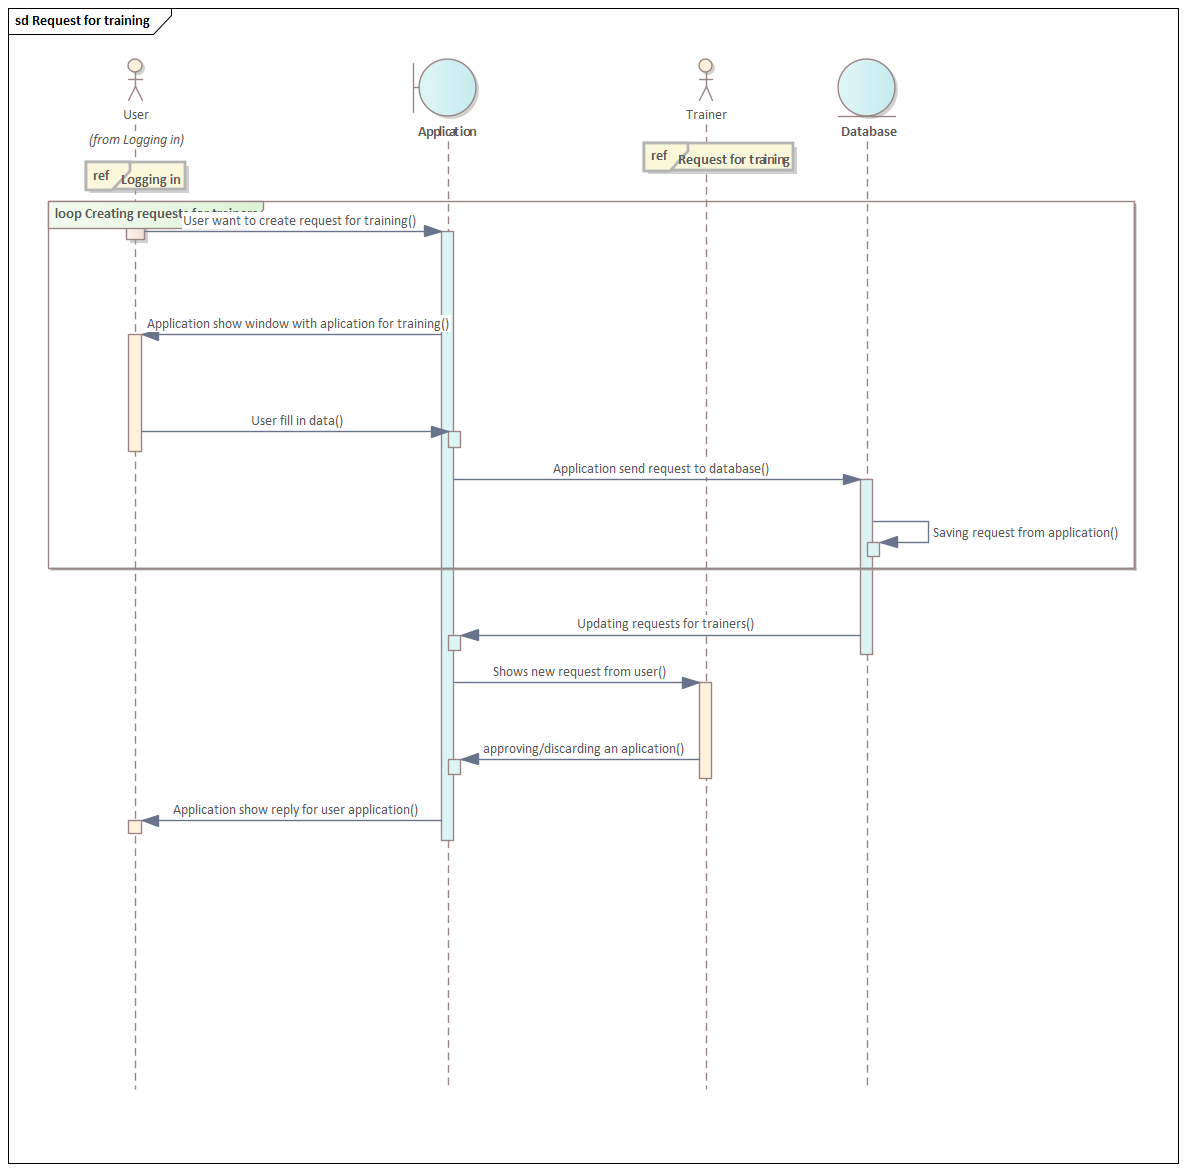 sd Request for training
User
Application
Trainer
Database
(from Logging in)
ref Logging in
ref Request for training
loop Creating requests for trainers
User want to create request for training()
Application show window with aplication for training()
User fill in data()
Application send request to database()
Saving request from application()
Updating requests for trainers()
Shows new request from user()
approving/discarding an aplication()
Application show reply for user application()